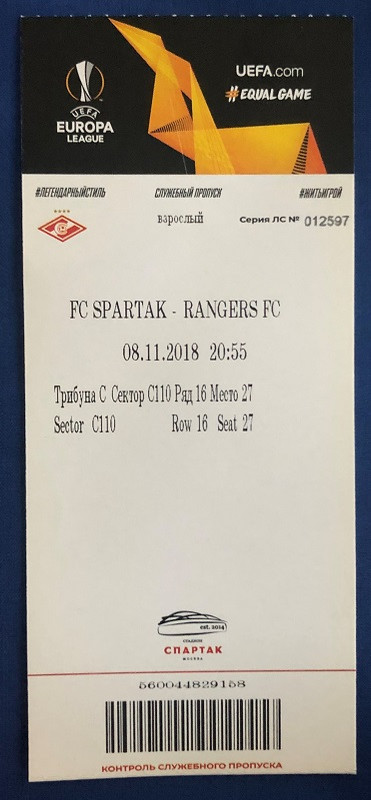 UEFA.com
#EQUALGAME
UEFA
EUROPA
LEAGUE
#ЛЕГЕНДАРНЫЙСТИЛЬ СЛУЖЕБНЫЙ ПРОПУСК #ЖИТЬИГРОЙ
взрослый Серия ЛС № 012597
FC SPARTAK - RANGERS FC
08.11.2018 20:55
Трибуна С Сектор С110 Ряд 16 Место 27
Sector C110 Row 16 Seat 27
est. 2014
СТАДИОН
СПАРТАК
МОСКВА
560044829158
КОНТРОЛЬ СЛУЖЕБНОГО ПРОПУСКА